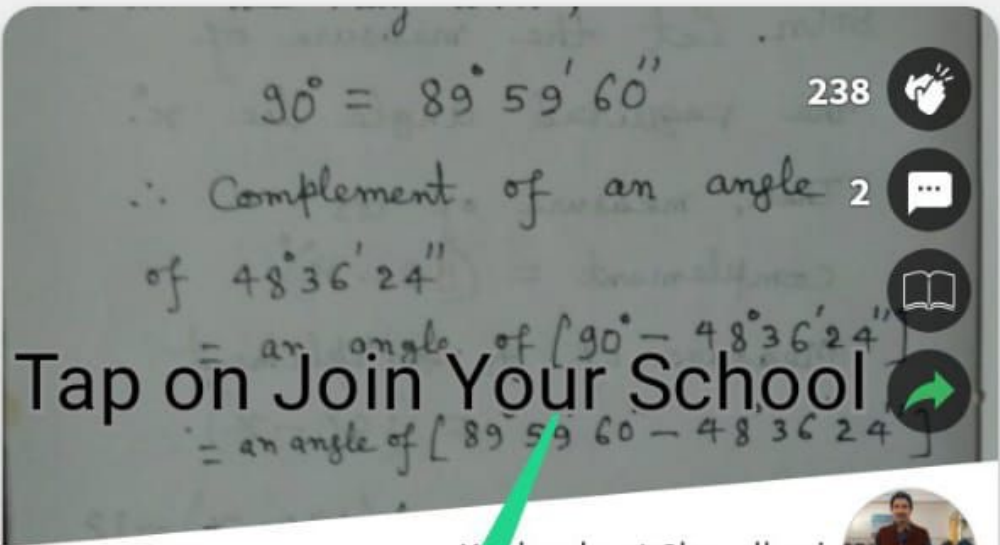 90° = 89° 59' 60"
238
∴ Complement of an angle
2
of 48° 36' 24"
= an angle of [90° - 48° 36' 24"]
Tap on Join Your School
= an angle of [89° 59' 60" - 48° 36' 24"]